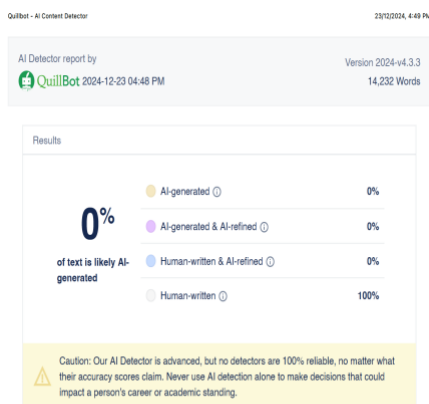 Quillbot - AI Content Detector 23/12/2024, 4:49 PM
AI Detector report by
QuillBot 2024-12-23 04:48 PM
Version 2024-v4.3.3
14,232 Words
Results
0%
of text is likely AI-
generated
AI-generated 0%
AI-generated & AI-refined 0%
Human-written & AI-refined 0%
Human-written 100%
Caution: Our AI Detector is advanced, but no detectors are 100% reliable, no matter what
their accuracy scores claim. Never use AI detection alone to make decisions that could
impact a person's career or academic standing.